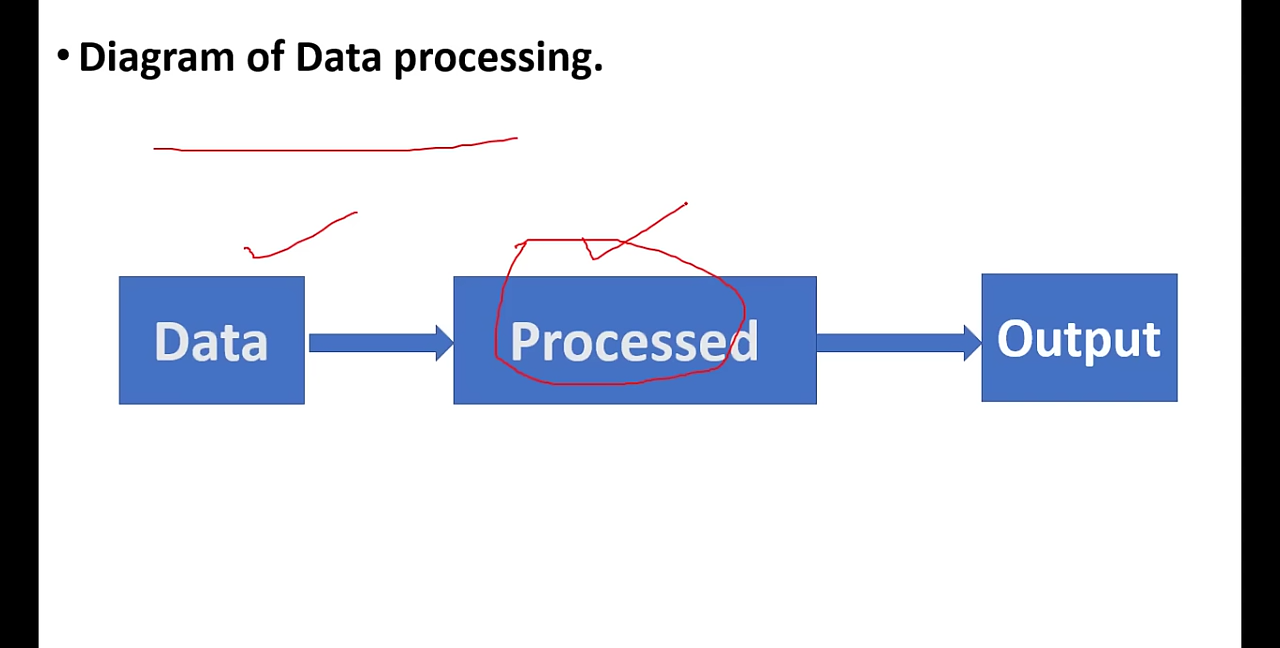 • Diagram of Data processing.
Data
Processed
Output